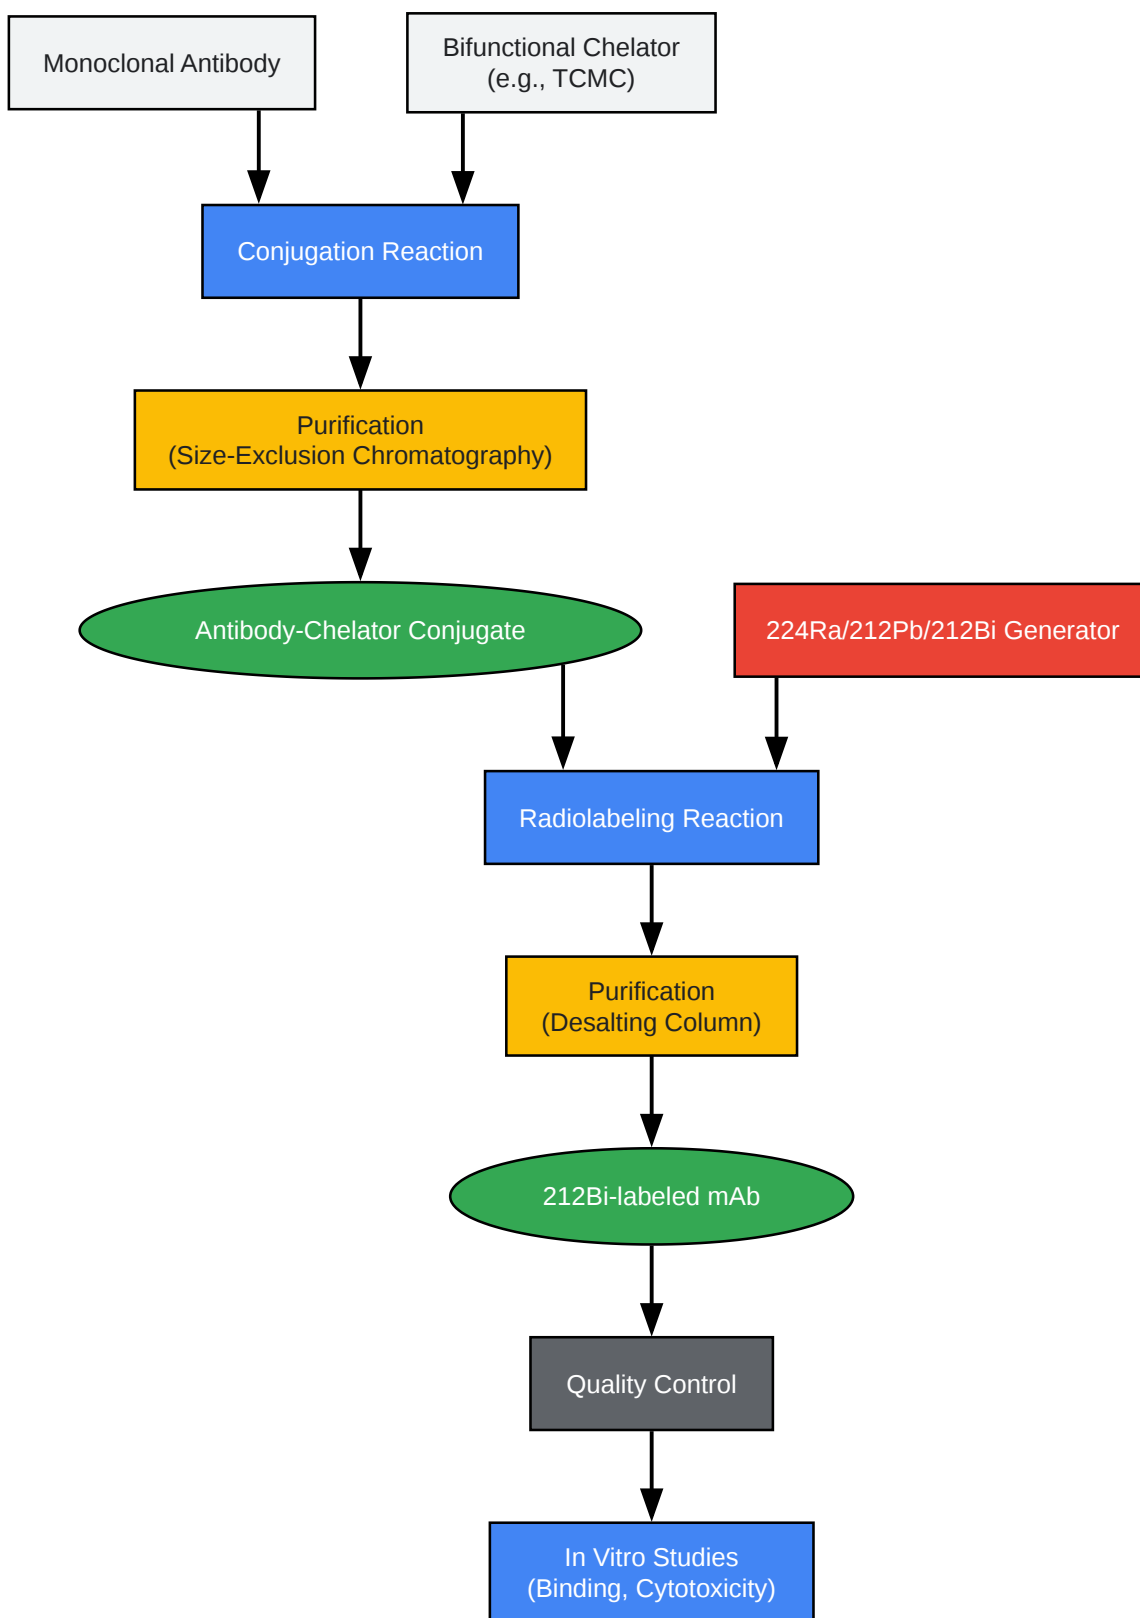 Monoclonal Antibody
Bifunctional Chelator
(e.g., TCMC)
Conjugation Reaction
Purification
(Size-Exclusion Chromatography)
Antibody-Chelator Conjugate
224Ra/212Pb/212Bi Generator
Radiolabeling Reaction
Purification
(Desalting Column)
212Bi-labeled mAb
Quality Control
In Vitro Studies
(Binding, Cytotoxicity)